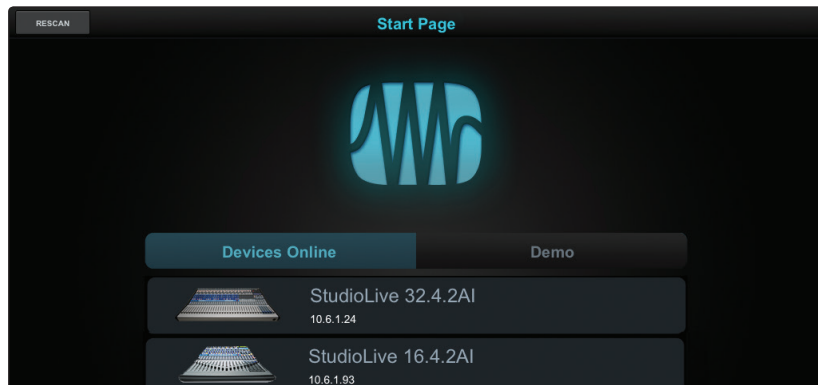 RESCAN
Start Page
Devices Online
Demo
StudioLive 32.4.2AI
10.6.1.24
StudioLive 16.4.2AI
10.6.1.93